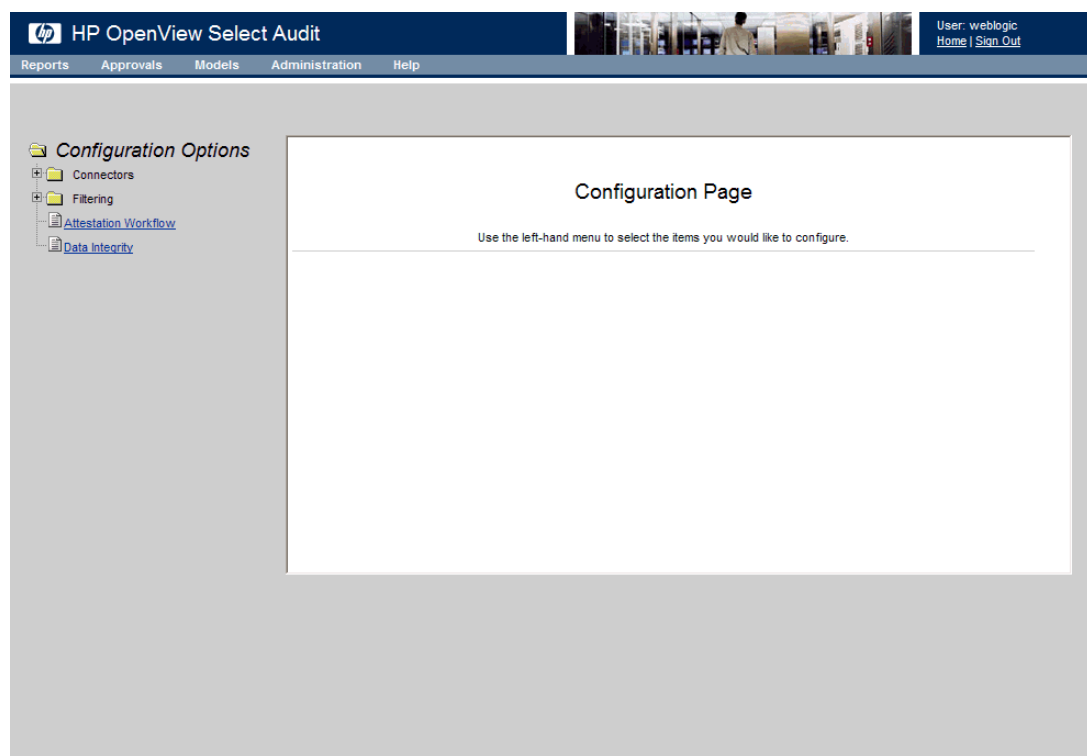 hp HP OpenView Select Audit
User: weblogic
Home | Sign Out
Reports Approvals Models Administration Help
Configuration Options
Connectors
Filtering
Attestation Workflow
Data Integrity
Configuration Page
Use the left-hand menu to select the items you would like to configure.